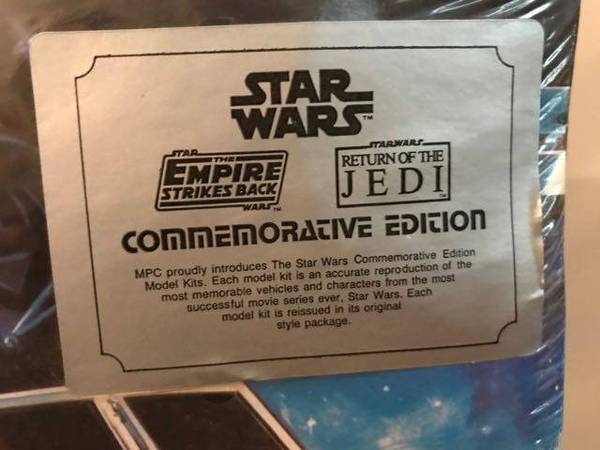 STAR
WARS™
STAR
THE
EMPIRE
STRIKES BACK
WARS™
STAR WARS
RETURN OF THE
JEDI
COMMEMORATIVE EDITION
MPC proudly introduces The Star Wars Commemorative Edition
Model Kits. Each model kit is an accurate reproduction of the
most memorable vehicles and characters from the most
successful movie series ever, Star Wars. Each
model kit is reissued in its original
style package.